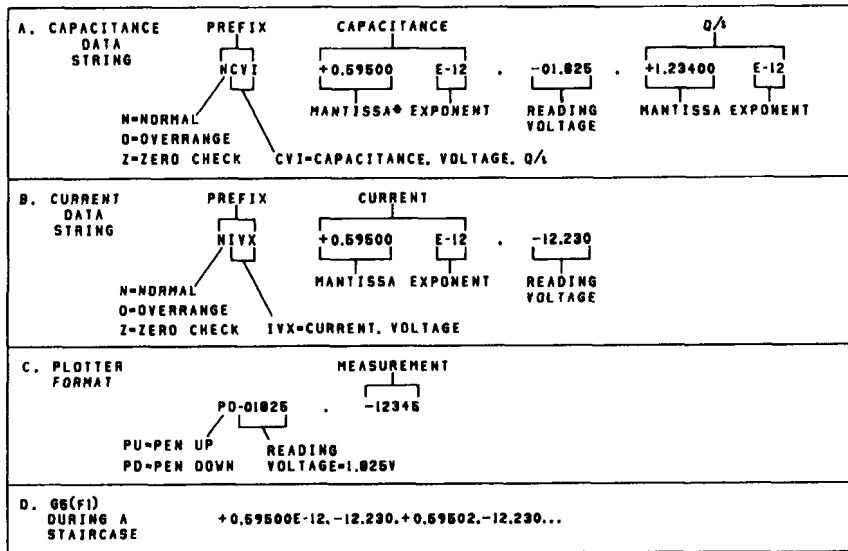 A. CAPACITANCE DATA STRING
PREFIX
CAPACITANCE
Q/t
NCVI +0.59500 E-12 . -01.825 . +1.23400 E-12
MANTISSA* EXPONENT
READING VOLTAGE
MANTISSA EXPONENT
N=NORMAL
O=OVERRANGE
Z=ZERO CHECK
CVI=CAPACITANCE. VOLTAGE. Q/t
B. CURRENT DATA STRING
PREFIX
CURRENT
NIVX +0.59500 E-12 . -12.230
MANTISSA EXPONENT
READING VOLTAGE
N=NORMAL
O=OVERRANGE
Z=ZERO CHECK
IVX=CURRENT. VOLTAGE
C. PLOTTER FORMAT
MEASUREMENT
PD-01825 . -12345
PU=PEN UP
PD=PEN DOWN
READING VOLTAGE=1.825V
D. G5(F1) DURING A STAIRCASE
+0.59500E-12.-12.230.+0.59502.-12.230...